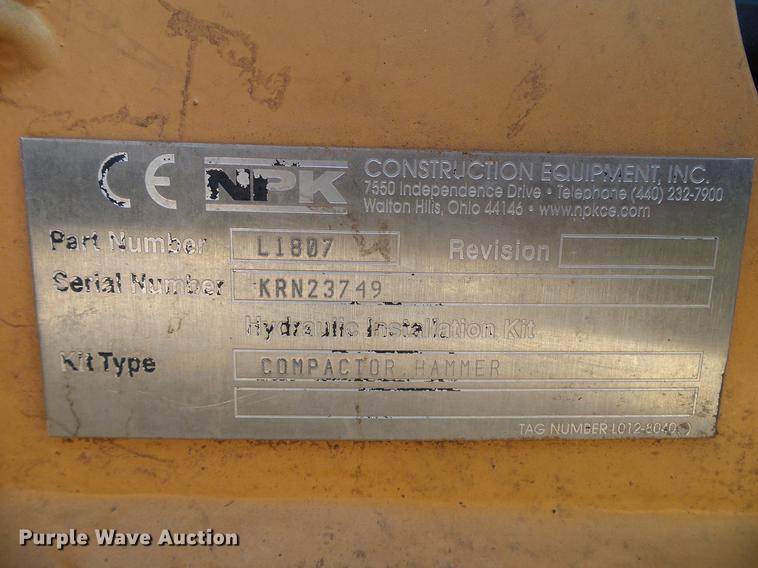 CE NPK CONSTRUCTION EQUIPMENT, INC.
7550 Independence Drive • Telephone (440) 232-7900
Walton Hills, Ohio 44146 • www.npkce.com
Part Number L1807 Revision
Serial Number KRN23749
Hydraulic Installation Kit
Kit Type COMPACTOR HAMMER
TAG NUMBER
Purple Wave Auction®